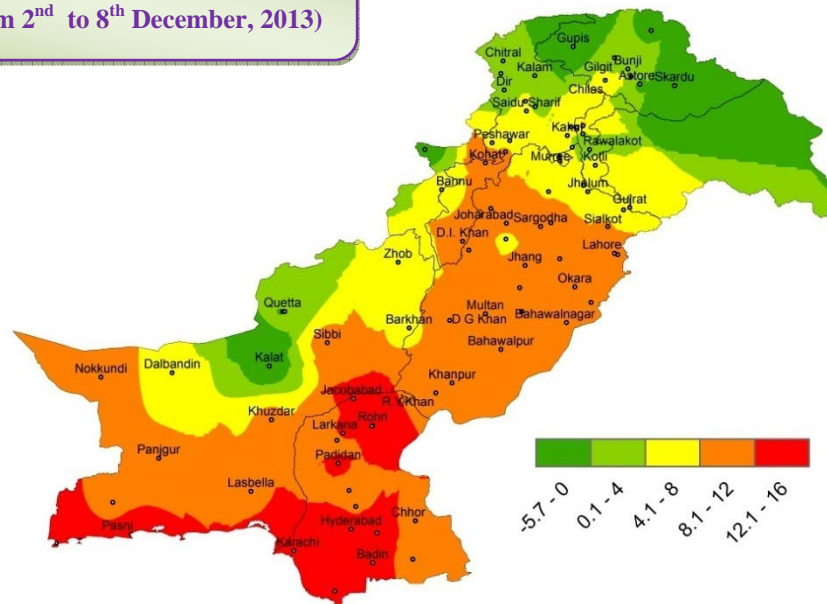 m 2nd to 8th December, 2013)
Gupis
Chitral
Bunji
Kalam
Gilgit
Astore
Skardu
Dir
Chilas
Saidu Sharif
Peshawar
Kakul
Rawalakot
Kohat
Murree
Kotli
Bannu
Jhelum
Gujrat
Joharabad
Sargodha
Sialkot
D.I. Khan
Lahore
Zhob
Jhang
Okara
Quetta
Multan
Barkhan
D G Khan
Bahawalnagar
Sibbi
Bahawalpur
Kalat
Nokkundi
Dalbandin
Khanpur
Jacobabad
R.Y.Khan
Khuzdar
Rohri
Larkana
Panjgur
Padidan
Lasbella
Pasni
Hyderabad
Chhor
Karachi
Badin
-5.7 - 0
0.1 - 4
4.1 - 8
8.1 - 12
12.1 - 16